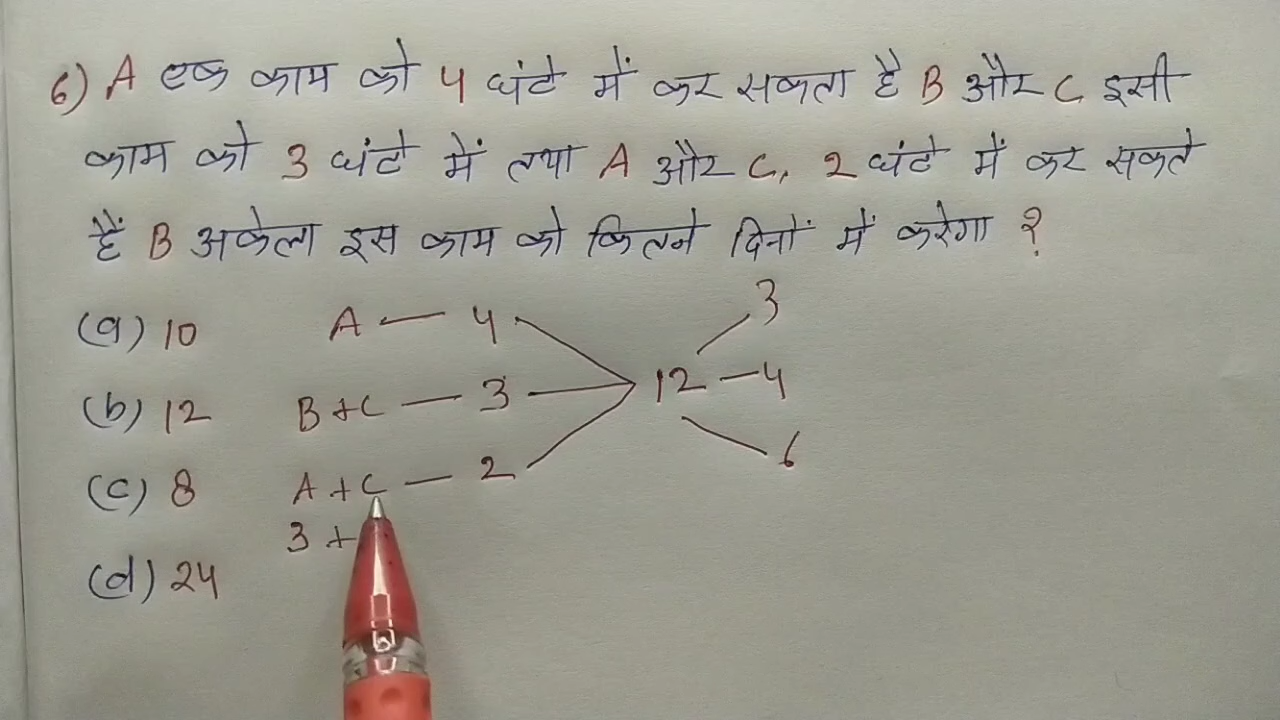 6) A एक काम को 4 घंटे में कर सकता है B और C इसी
काम को 3 घंटे में तथा A और C, 2 घंटे में कर सकते
हैं B अकेला इस काम को कितने दिनों में करेगा ?
(a) 10
(b) 12
(c) 8
(d) 24
A — 4
B + C — 3
A + C — 2
3 +
12
3
— 4
6